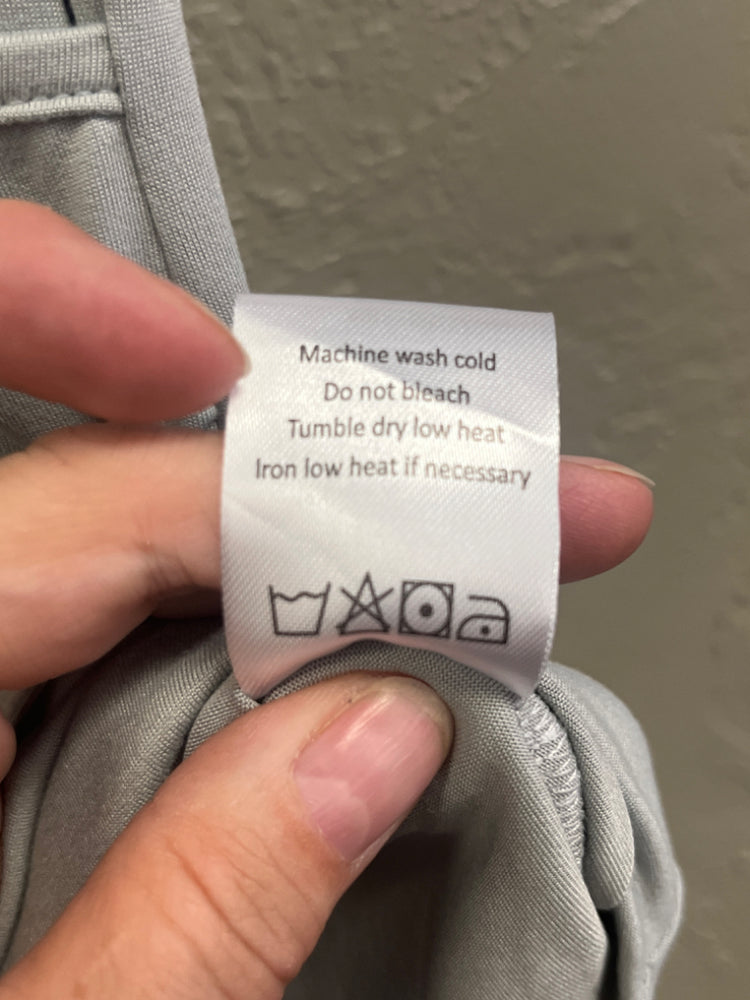 Machine wash cold
Do not bleach
Tumble dry low heat
Iron low heat if necessary